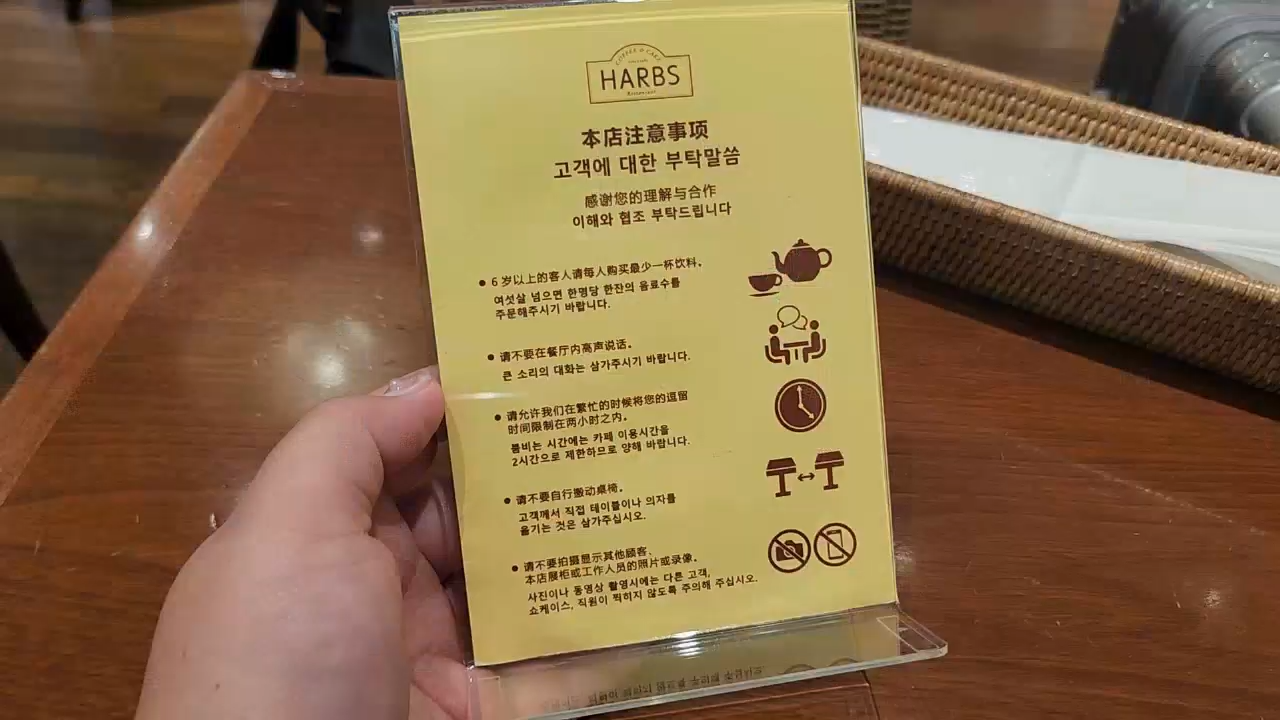 COFFEE & CAKE
HARBS
Restaurant
本店注意事项
고객에 대한 부탁말씀
感谢您的理解与合作
이해와 협조 부탁드립니다
● 6 岁以上的客人请每人购买最少一杯饮料。
여섯살 넘으면 한명당 한잔의 음료수를
주문해주시기 바랍니다.
● 请不要在餐厅内高声说话。
큰 소리의 대화는 삼가주시기 바랍니다.
● 请允许我们在繁忙的时候将您的逗留
时间限制在两小时之内。
붐비는 시간에는 카페 이용시간을
2시간으로 제한하므로 양해 바랍니다.
● 请不要自行搬动桌椅。
고객께서 직접 테이블이나 의자를
옮기는 것은 삼가주십시오.
● 请不要拍摄显示其他顾客、
本店展柜或工作人员的照片或录像。
사진이나 동영상 촬영시에는 다른 고객,
쇼케이스, 직원이 찍히지 않도록 주의해 주십시오.